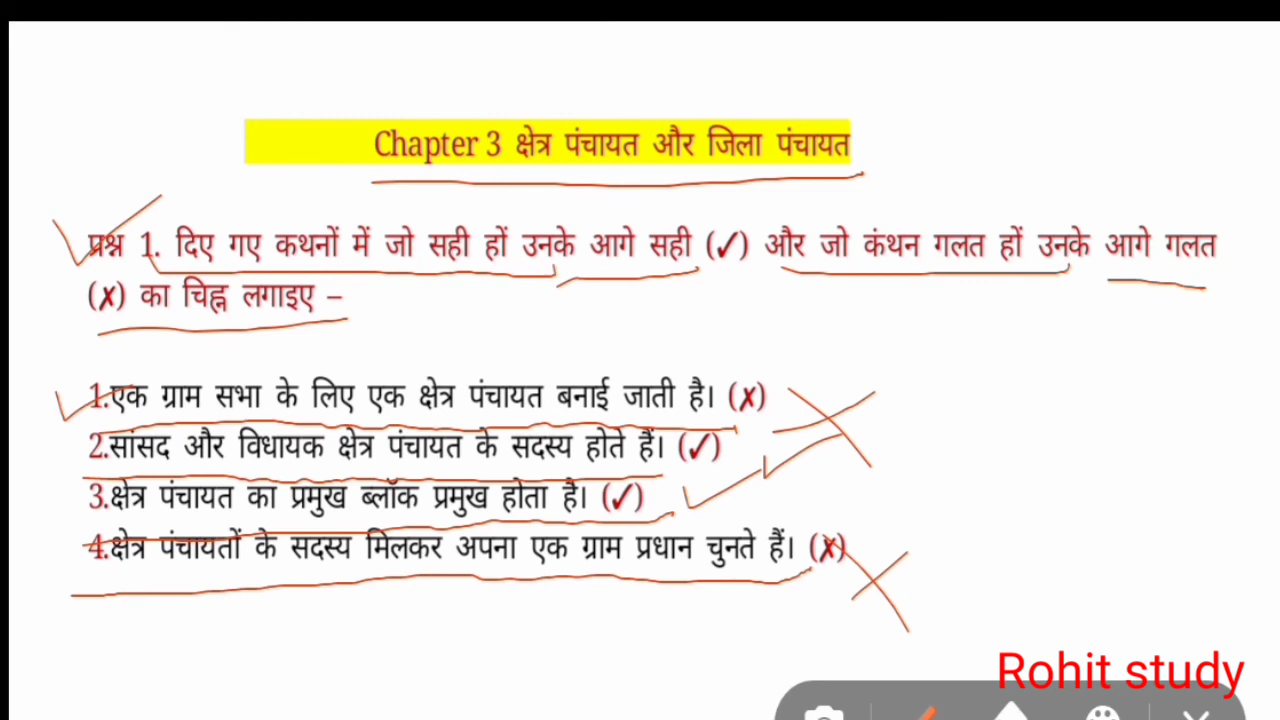 Chapter 3 क्षेत्र पंचायत और जिला पंचायत
प्रश्न 1. दिए गए कथनों में जो सही हों उनके आगे सही (✓) और जो कंथन गलत हों उनके आगे गलत
(✗) का चिह्न लगाइए –
1.एक ग्राम सभा के लिए एक क्षेत्र पंचायत बनाई जाती है। (✗)
2.सांसद और विधायक क्षेत्र पंचायत के सदस्य होते हैं। (✓)
3.क्षेत्र पंचायत का प्रमुख ब्लॉक प्रमुख होता है। (✓)
4.क्षेत्र पंचायतों के सदस्य मिलकर अपना एक ग्राम प्रधान चुनते हैं। (✗)
Rohit study